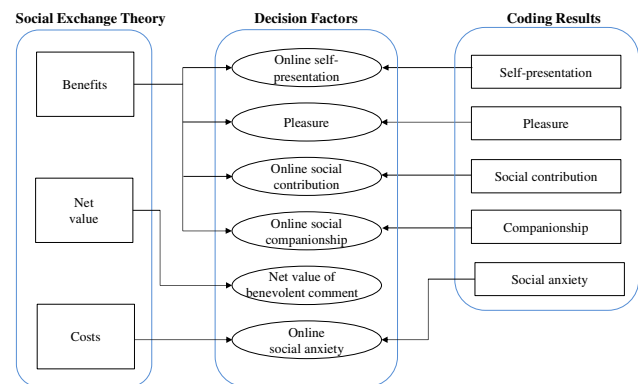 Social Exchange Theory
Decision Factors
Coding Results
Benefits
Net
value
Costs
Online self-
presentation
Pleasure
Online social
contribution
Online social
companionship
Net value of
benevolent comment
Online
social anxiety
Self-presentation
Pleasure
Social contribution
Companionship
Social anxiety